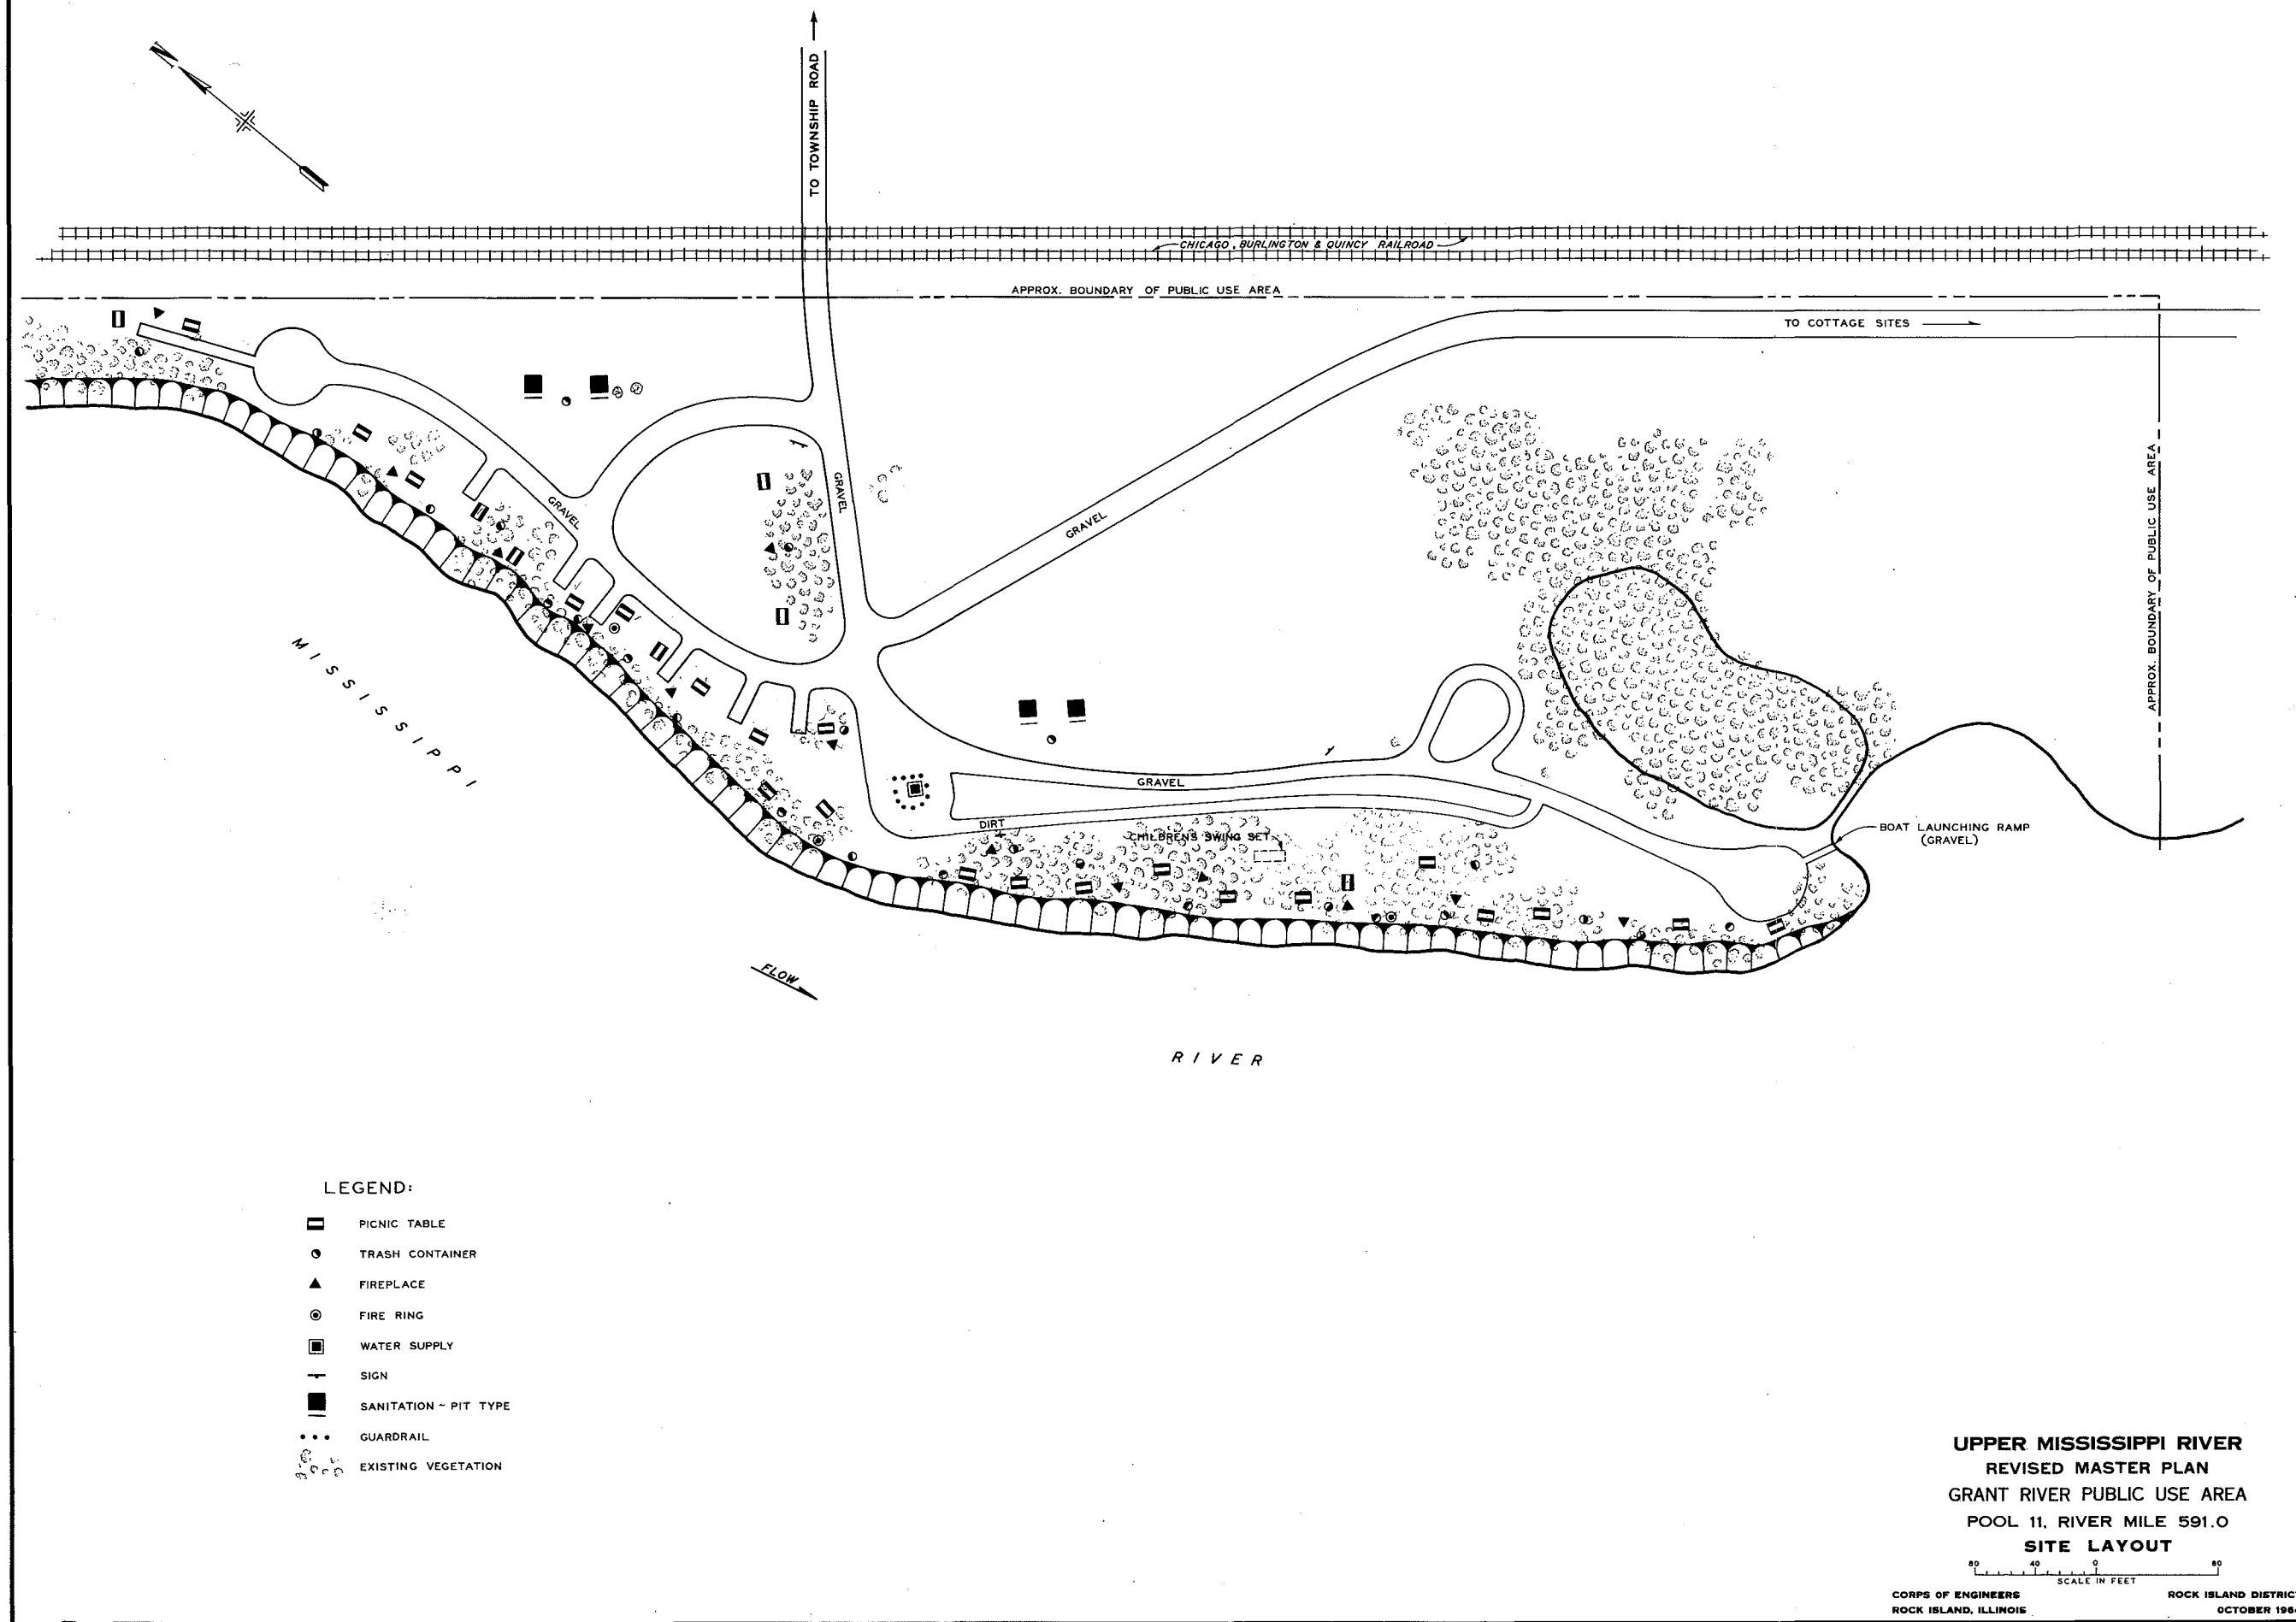 N
TO TOWNSHIP ROAD
CHICAGO, BURLINGTON & QUINCY RAILROAD
APPROX. BOUNDARY OF PUBLIC USE AREA
TO COTTAGE SITES
GRAVEL
GRAVEL
GRAVEL
APPROX. BOUNDARY OF PUBLIC USE AREA
MISSISSIPPI
GRAVEL
DIRT
CHILDRENS SWING SET
BOAT LAUNCHING RAMP
(GRAVEL)
FLOW
RIVER
LEGEND:
PICNIC TABLE
TRASH CONTAINER
FIREPLACE
FIRE RING
WATER SUPPLY
SIGN
SANITATION ~ PIT TYPE
GUARDRAIL
EXISTING VEGETATION
UPPER MISSISSIPPI RIVER
REVISED MASTER PLAN
GRANT RIVER PUBLIC USE AREA
POOL 11, RIVER MILE 591.0
SITE LAYOUT
80 40 0 80
SCALE IN FEET
CORPS OF ENGINEERS ROCK ISLAND DISTRIC
ROCK ISLAND, ILLINOIS OCTOBER